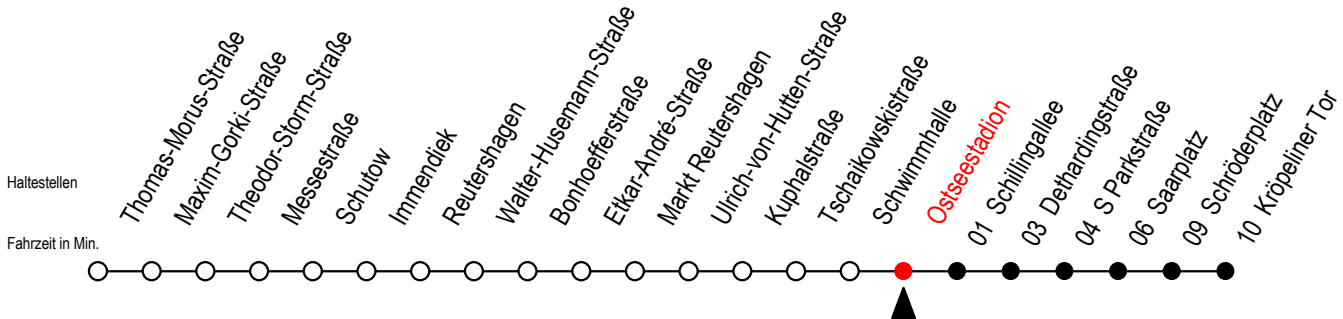 Haltestellen
Fahrzeit in Min.
Thomas-Morus-Straße
Maxim-Gorki-Straße
Theodor-Storm-Straße
Messestraße
Schutow
Immendiek
Reutershagen
Walter-Husemann-Straße
Bonhoefferstraße
Etkar-André-Straße
Markt Reutershagen
Ulrich-von-Hutten-Straße
Kuphalstraße
Tschaikowskistraße
Schwimmhalle
Ostseestadion
01 Schillingallee
03 Dethardingstraße
04 S Parkstraße
06 Saarplatz
09 Schröderplatz
10 Kröpeliner Tor